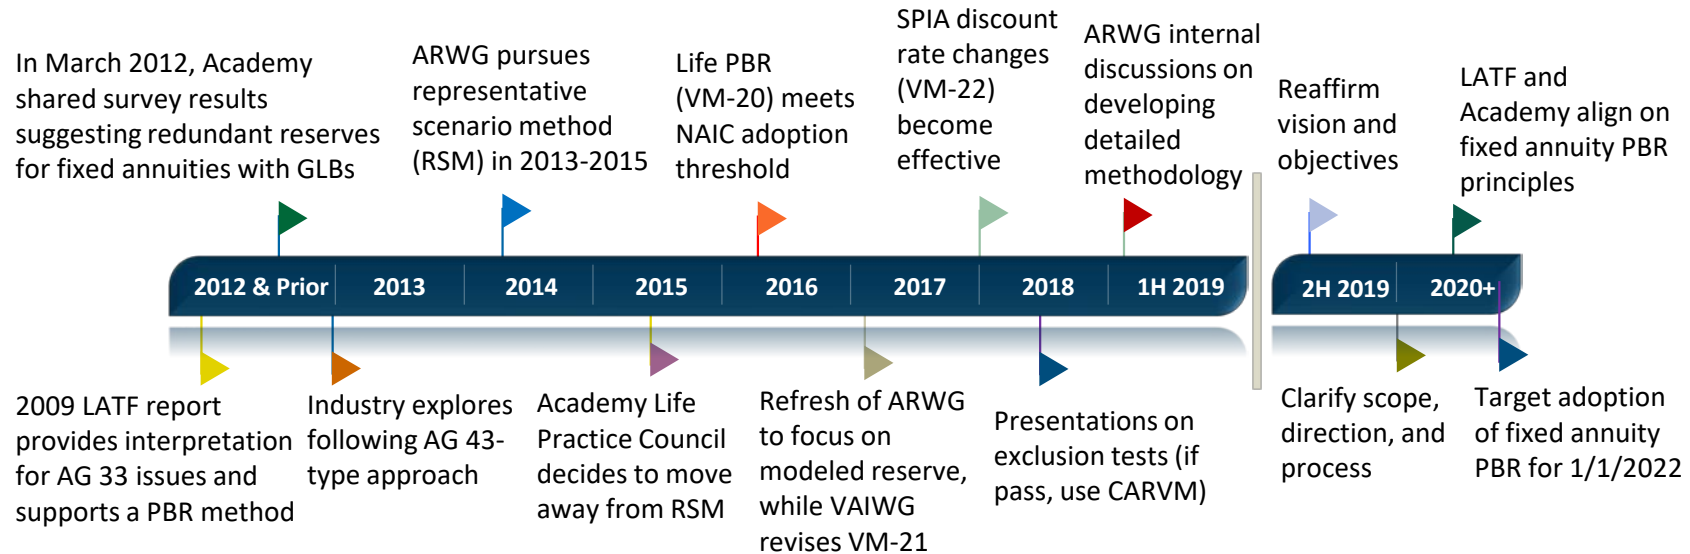 In March 2012, Academy
shared survey results
suggesting redundant reserves
for fixed annuities with GLBs
ARWG pursues
representative
scenario method
(RSM) in 2013-2015
Life PBR
(VM-20) meets
NAIC adoption
threshold
SPIA discount
rate changes
(VM-22)
become
effective
ARWG internal
discussions on
developing
detailed
methodology
Reaffirm
vision and
objectives
LATF and
Academy align on
fixed annuity PBR
principles
2012 & Prior
2013
2014
2015
2016
2017
2018
1H 2019
2H 2019
2020+
2009 LATF report
provides interpretation
for AG 33 issues and
supports a PBR method
Industry explores
following AG 43-
type approach
Academy Life
Practice Council
decides to move
away from RSM
Refresh of ARWG
to focus on
modeled reserve,
while VAIWG
revises VM-21
Presentations on
exclusion tests (if
pass, use CARVM)
Clarify scope,
direction, and
process
Target adoption
of fixed annuity
PBR for 1/1/2022